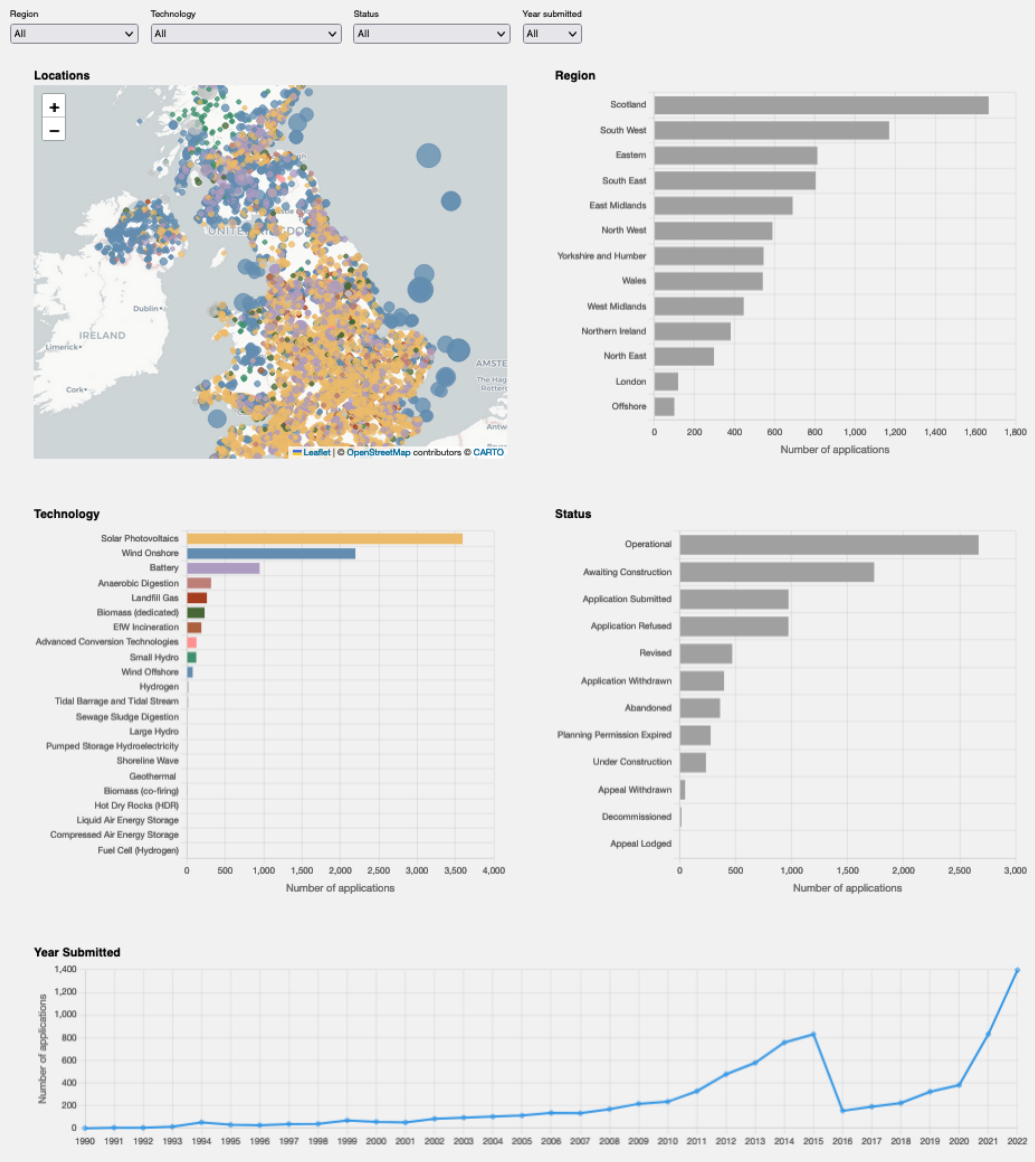 Region
Technology
Status
Year submitted
All
All
All
All
Locations
+
−
UNITED KINGDOM
Dublin
IRELAND
Limerick
Cork
AMSTE
The Hag
Rotter
Antw
Leaflet | © OpenStreetMap contributors © CARTO
Region
Scotland
South West
Eastern
South East
East Midlands
North West
Yorkshire and Humber
Wales
West Midlands
Northern Ireland
North East
London
Offshore
0 200 400 600 800 1,000 1,200 1,400 1,600 1,800
Number of applications
Technology
Solar Photovoltaics
Wind Onshore
Battery
Anaerobic Digestion
Landfill Gas
Biomass (dedicated)
EfW Incineration
Advanced Conversion Technologies
Small Hydro
Wind Offshore
Hydrogen
Tidal Barrage and Tidal Stream
Sewage Sludge Digestion
Large Hydro
Pumped Storage Hydroelectricity
Shoreline Wave
Geothermal
Biomass (co-firing)
Hot Dry Rocks (HDR)
Liquid Air Energy Storage
Compressed Air Energy Storage
Fuel Cell (Hydrogen)
0 500 1,000 1,500 2,000 2,500 3,000 3,500 4,000
Number of applications
Status
Operational
Awaiting Construction
Application Submitted
Application Refused
Revised
Application Withdrawn
Abandoned
Planning Permission Expired
Under Construction
Appeal Withdrawn
Decommissioned
Appeal Lodged
0 500 1,000 1,500 2,000 2,500 3,000
Number of applications
Year Submitted
Number of applications
1,400
1,200
1,000
800
600
400
200
0
1990 1991 1992 1993 1994 1995 1996 1997 1998 1999 2000 2001 2002 2003 2004 2005 2006 2007 2008 2009 2010 2011 2012 2013 2014 2015 2016 2017 2018 2019 2020 2021 2022